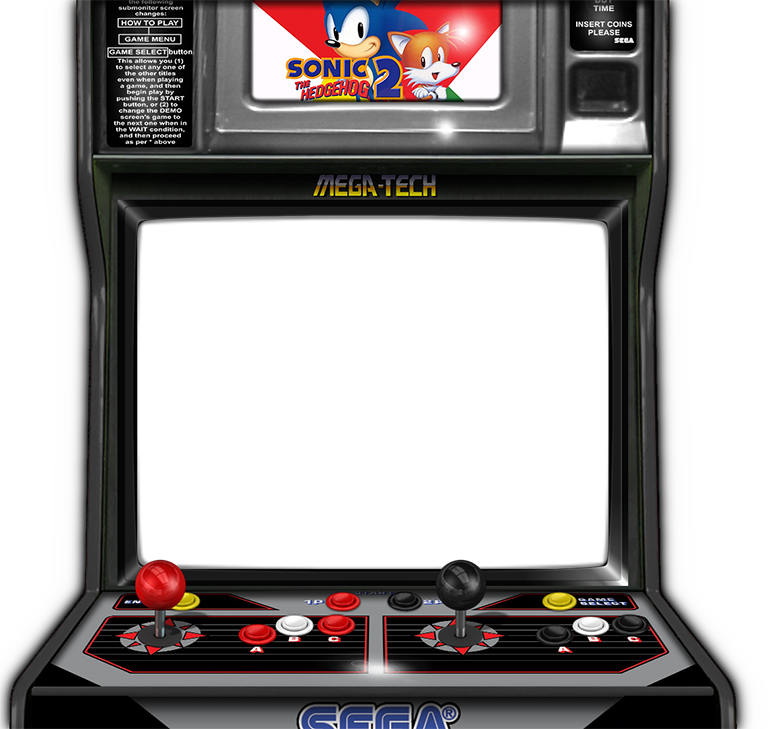 the following
submonitor screen
changes:
HOW TO PLAY
GAME MENU
GAME SELECT button
This allows you (1)
to select any one of
the other titles
even when playing
a game, and then
begin play by
pushing the START
button, or (2) to
change the DEMO
screen's game to
the next one when in
the WAIT condition,
and then proceed
as per * above
SONIC
THE
HEDGEHOG 2
BUY
TIME
INSERT COINS
PLEASE
SEGA
MEGA-TECH
1P START 2P
GAME
SELECT
A B C
A B C
SEGA®